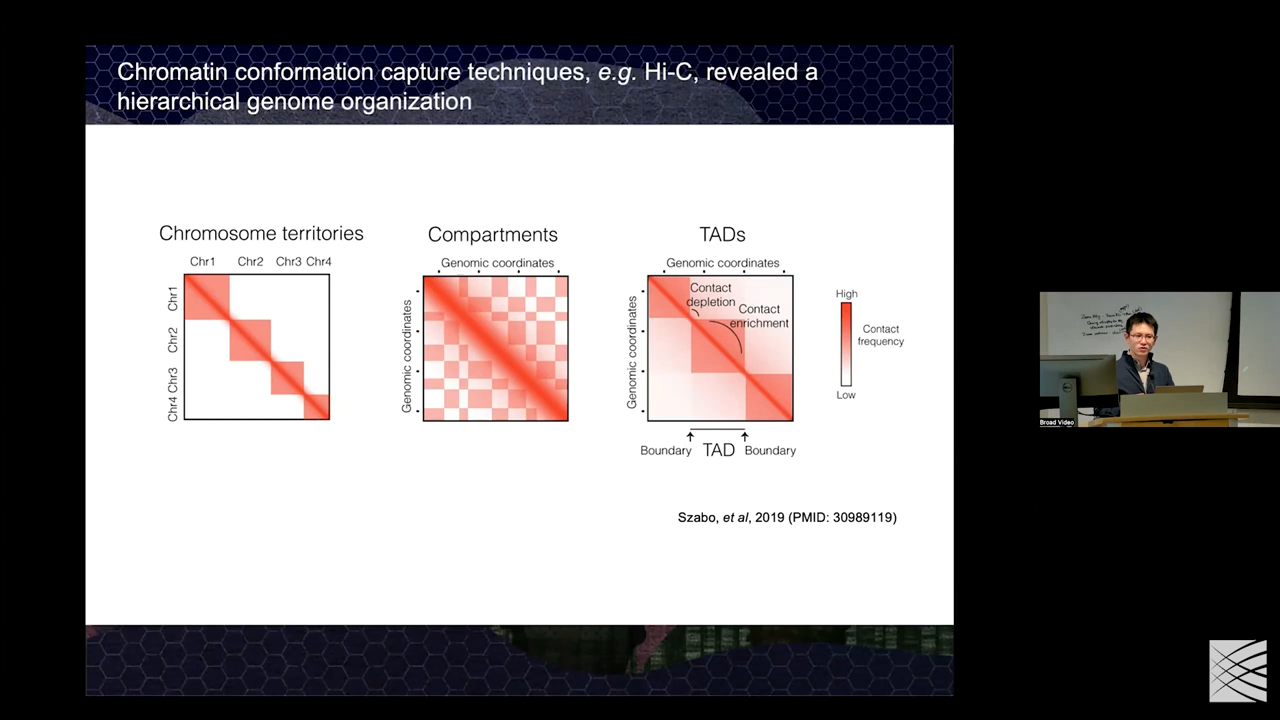 Chromatin conformation capture techniques, e.g. Hi-C, revealed a
hierarchical genome organization
Chromosome territories
Chr1 Chr2 Chr3 Chr4
Chr1
Chr2
Chr3
Chr4
Compartments
Genomic coordinates
Genomic coordinates
TADs
Genomic coordinates
Genomic coordinates
Contact
depletion
Contact
enrichment
Boundary TAD Boundary
High
Contact
frequency
Low
Szabo, et al, 2019 (PMID: 30989119)
Broad Video